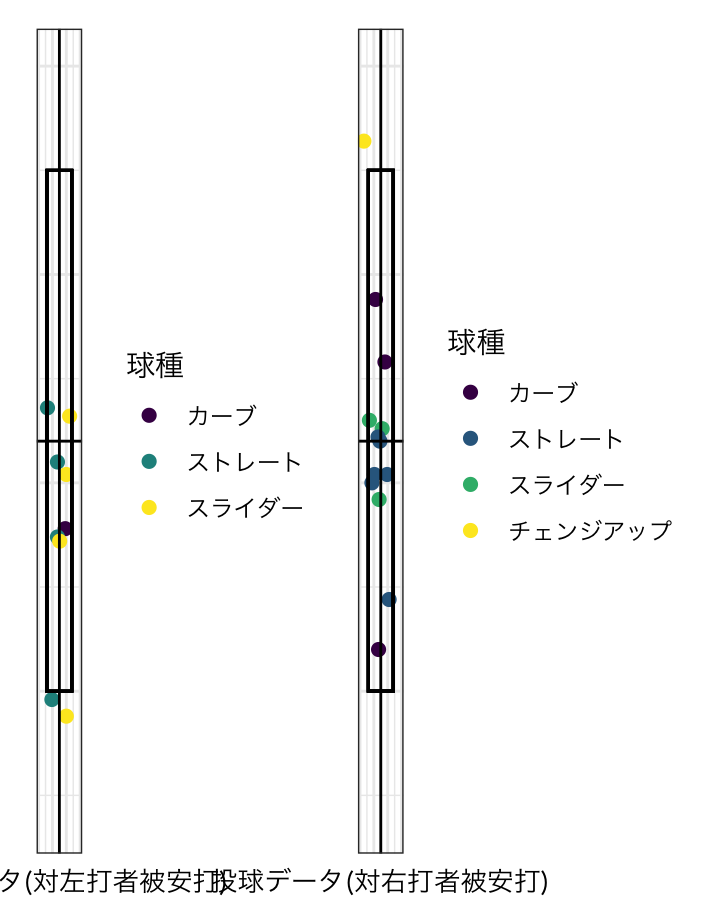 球種
カーブ
ストレート
スライダー
球種
カーブ
ストレート
スライダー
チェンジアップ
タ(対左打者被安打)
投球データ(対右打者被安打)